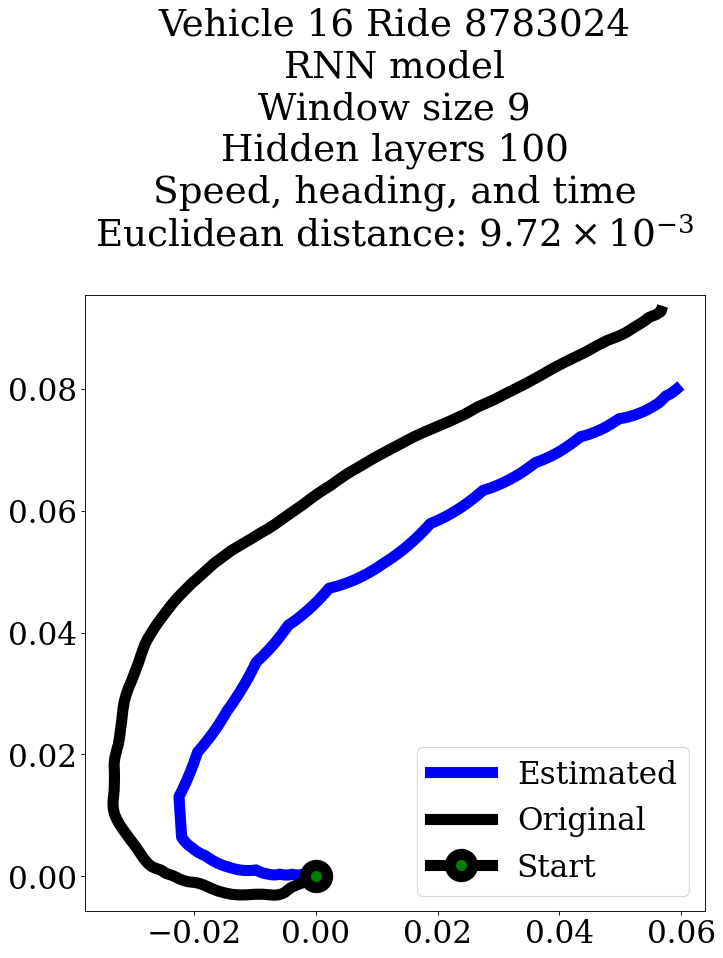 Vehicle 16 Ride 8783024
RNN model
Window size 9
Hidden layers 100
Speed, heading, and time
Euclidean distance: 9.72 × 10⁻³
0.08
0.06
0.04
0.02
0.00
Estimated
Original
Start
−0.02 0.00 0.02 0.04 0.06